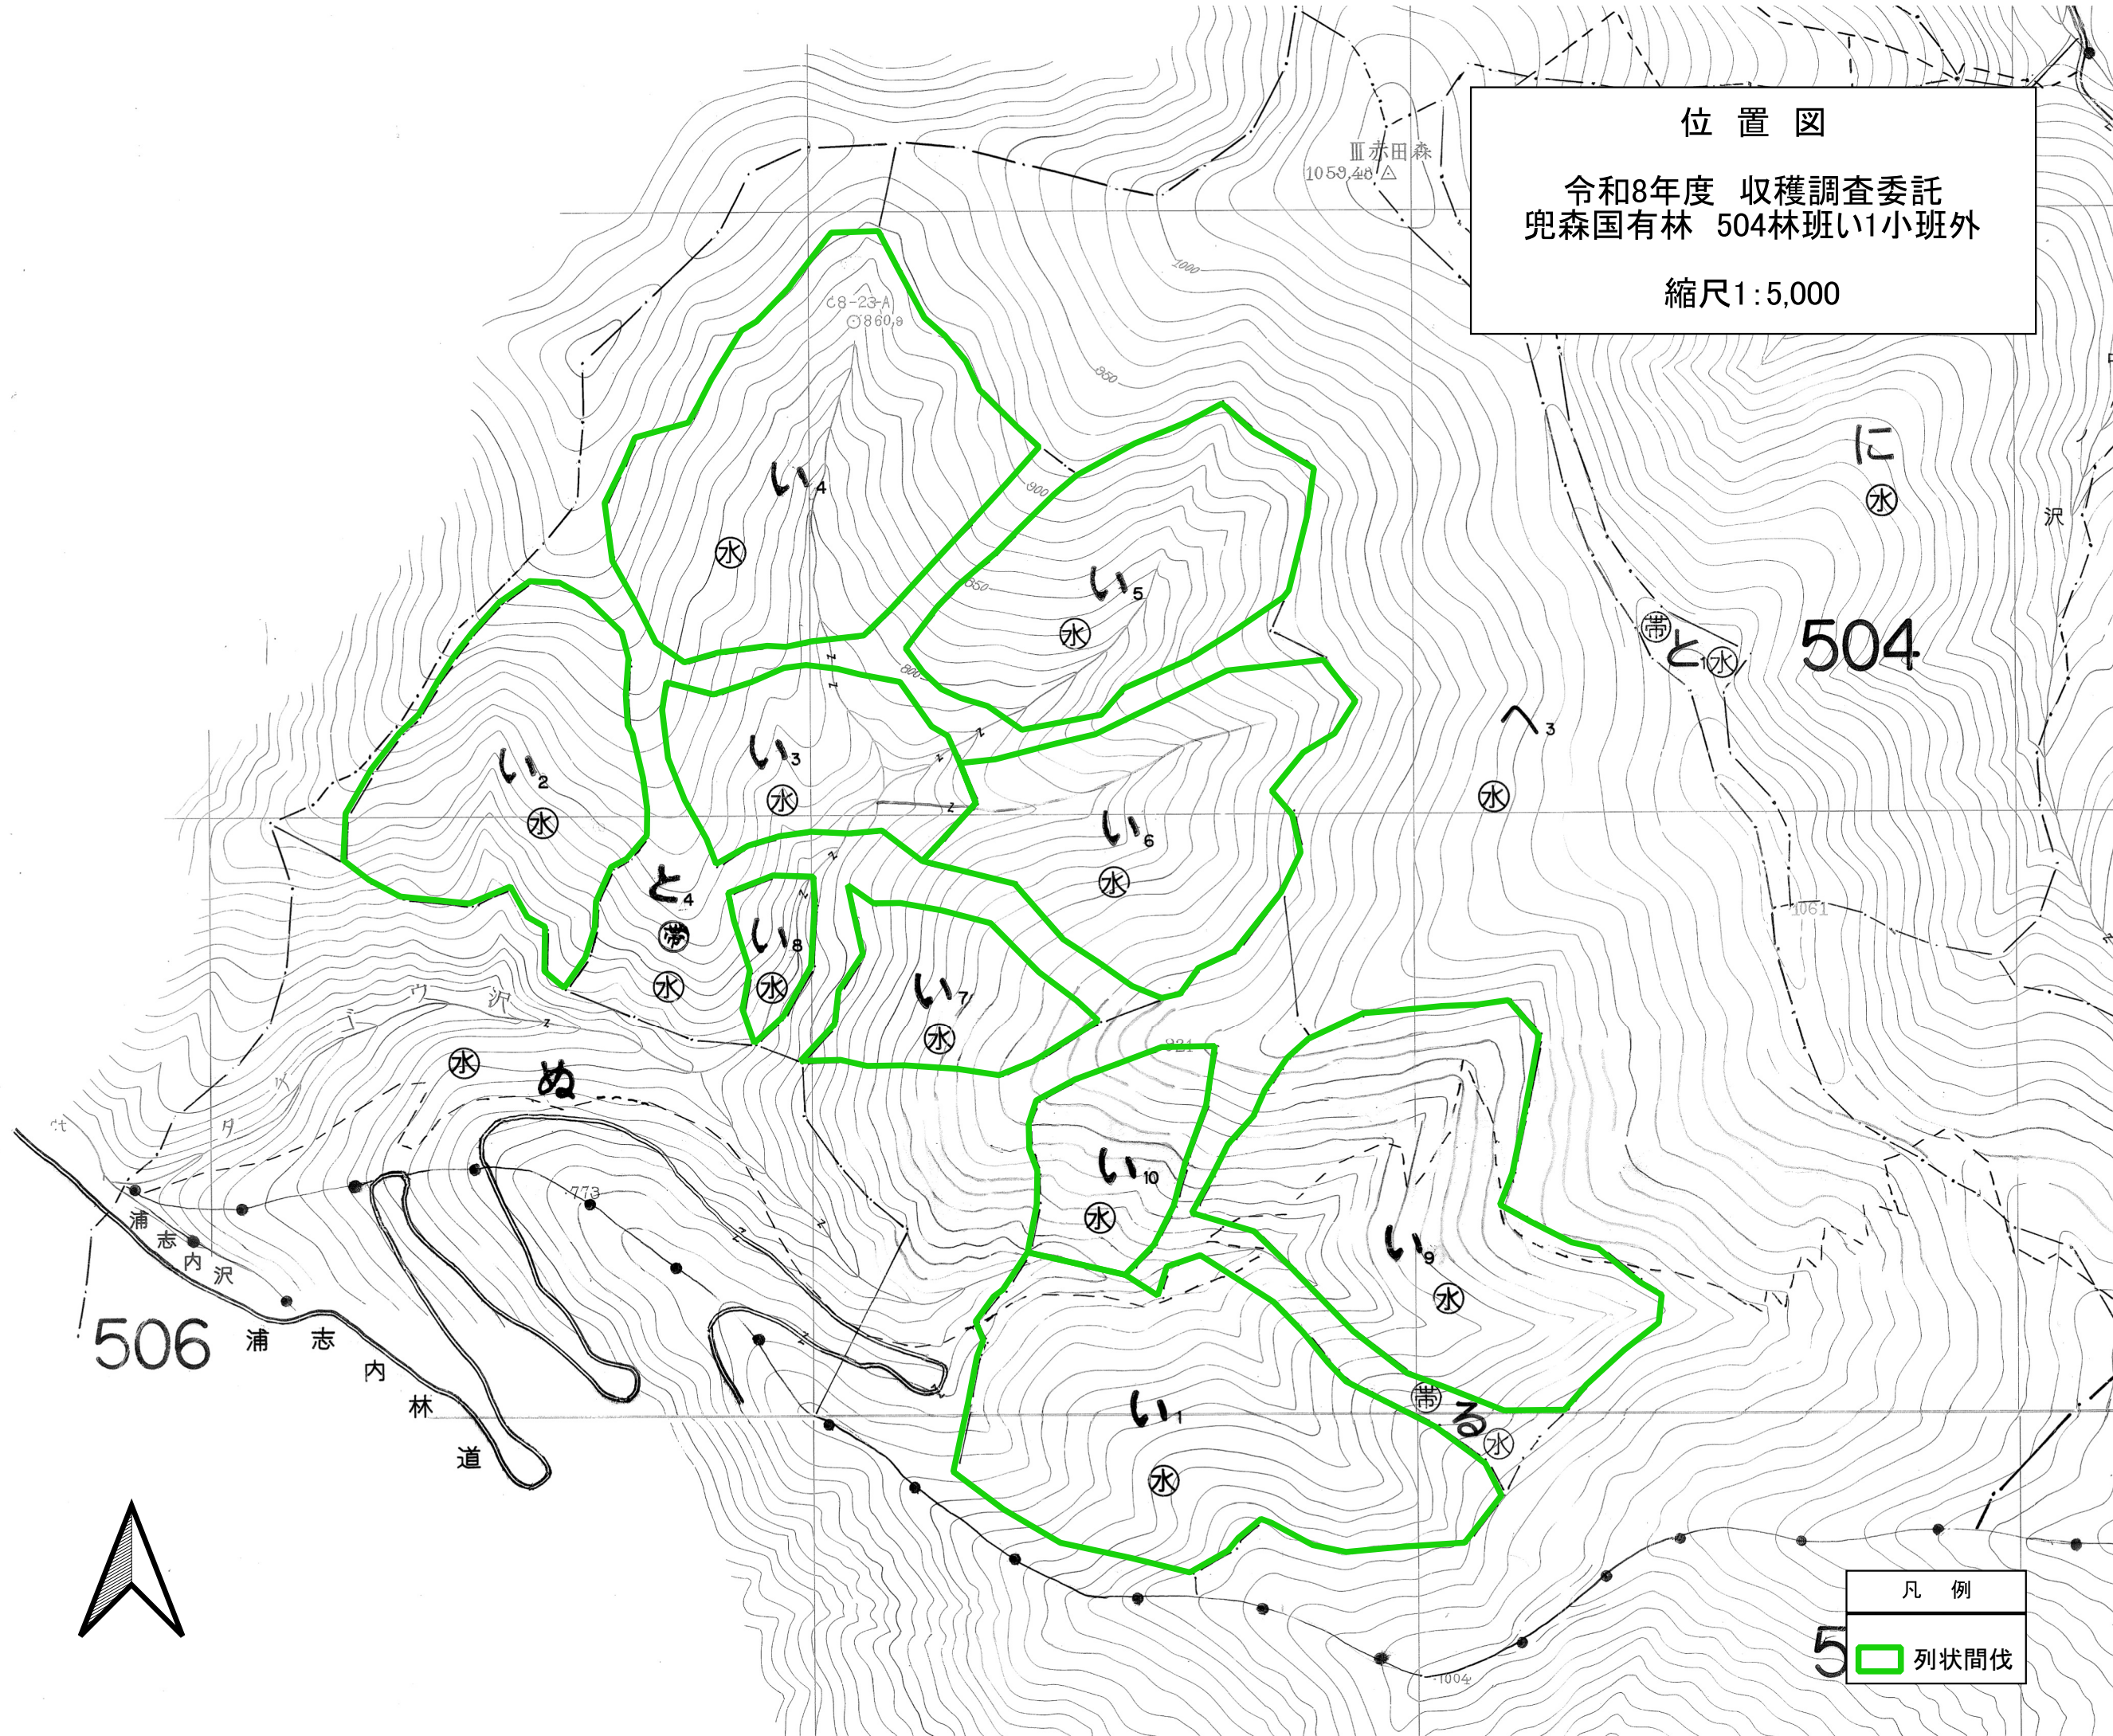 位 置 図
令和8年度 収穫調査委託
兜森国有林 504林班い1小班外
縮尺1:5,000
Ⅲ赤田森
1059.48
1000
950
C8-23-A
860.9
い4
水
900
850
い5
水
800
に
水
沢
504
帯
と1水
へ3
水
い2
水
い3
水
い6
水
1061
と4
帯
水
い8
水
い7
水
タ
ゴ
ウ
沢
水
ぬ
921
773
い10
水
い9
水
浦
志
内
沢
506
浦
志
内
林
道
い1
水
帯
る
水
1004
5
凡 例
列状間伐